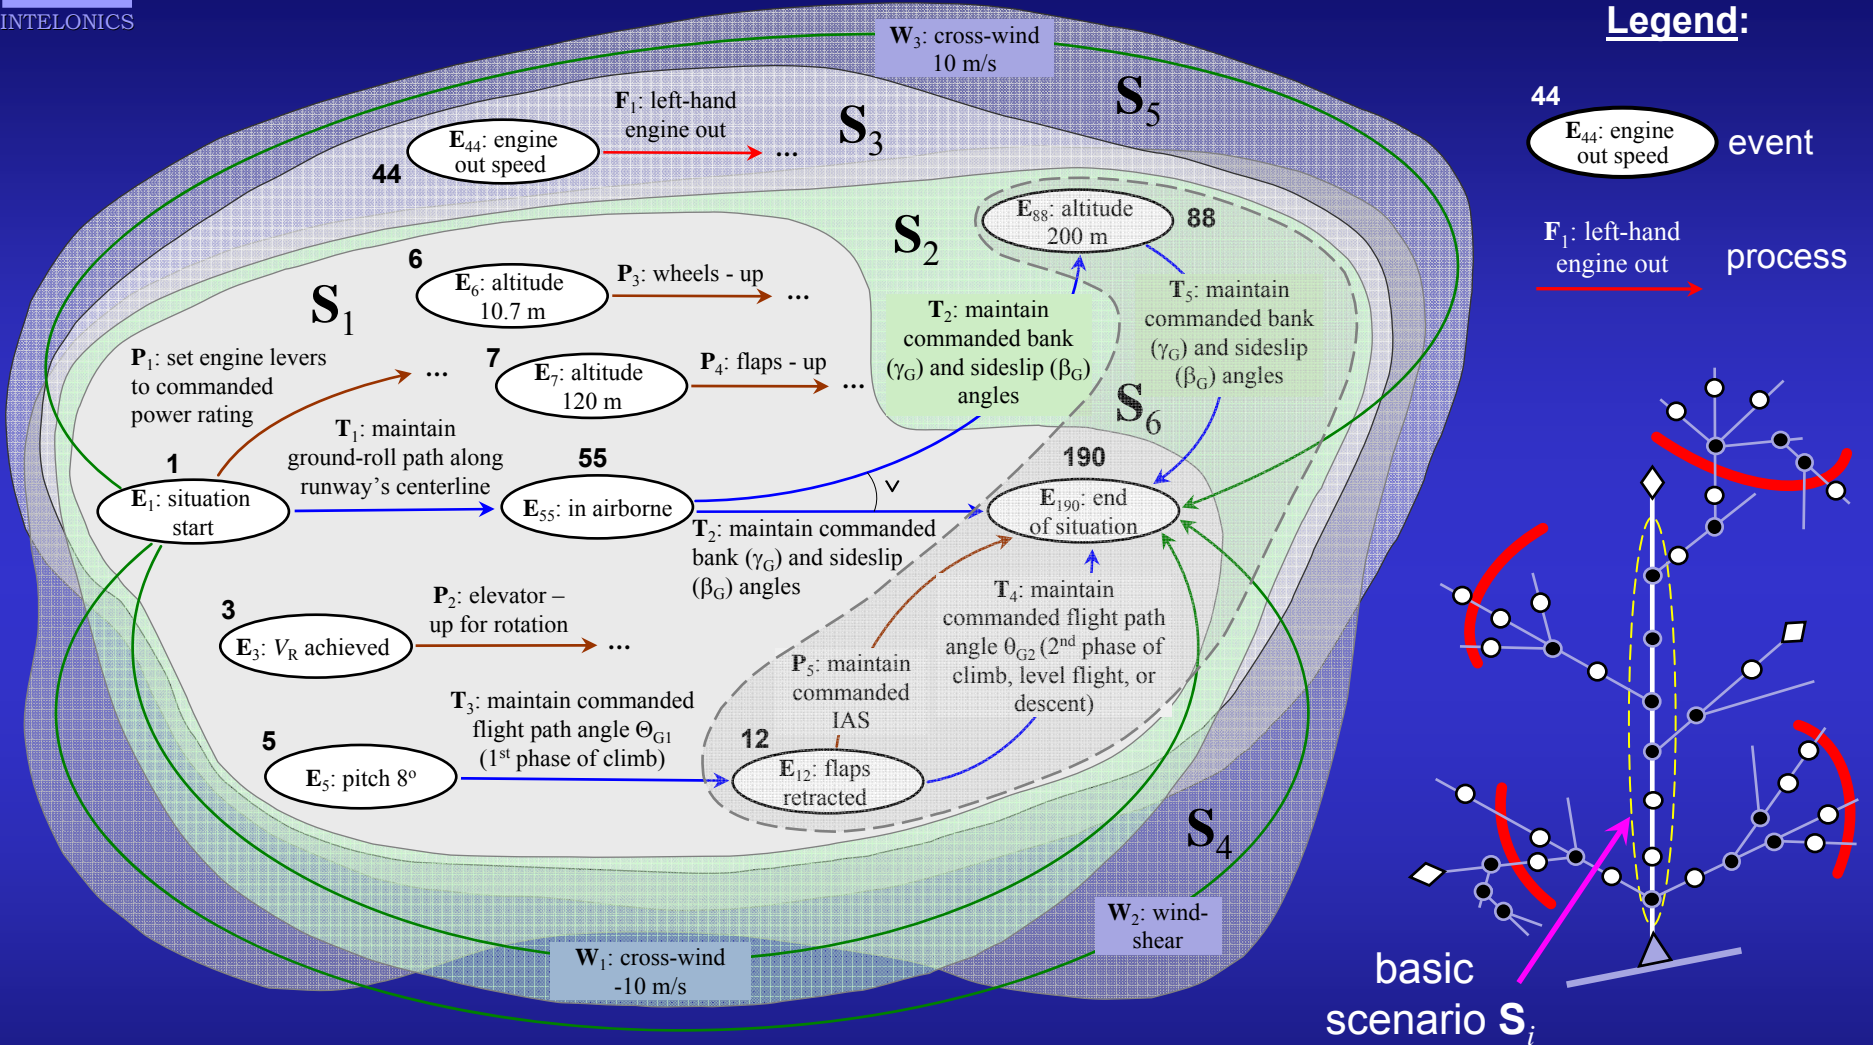 INTELONICS
W3: cross-wind
10 m/s
Legend:
S5
F1: left-hand
engine out
S3
E44: engine
out speed
44
...
44
E44: engine
out speed
event
F1: left-hand
engine out
process
S2
E88: altitude
200 m
88
6
E6: altitude
10.7 m
P3: wheels - up
...
S1
T2: maintain
commanded bank
(γG) and sideslip (βG)
angles
T5: maintain
commanded bank
(γG) and sideslip
(βG) angles
P1: set engine levers
to commanded
power rating
...
7
E7: altitude
120 m
P4: flaps - up
...
S6
T1: maintain
ground-roll path along
runway's centerline
1
E1: situation
start
55
E55: in airborne
V
190
E190: end
of situation
T2: maintain commanded
bank (γG) and sideslip
(βG) angles
3
E3: VR achieved
P2: elevator –
up for rotation
...
T4: maintain
commanded flight path
angle θG2 (2nd phase of
climb, level flight, or
descent)
P5: maintain
commanded
IAS
T3: maintain commanded
flight path angle ΘG1
(1st phase of climb)
5
E5: pitch 8o
12
E12: flaps
retracted
S4
W2: wind-
shear
W1: cross-wind
-10 m/s
basic
scenario Si